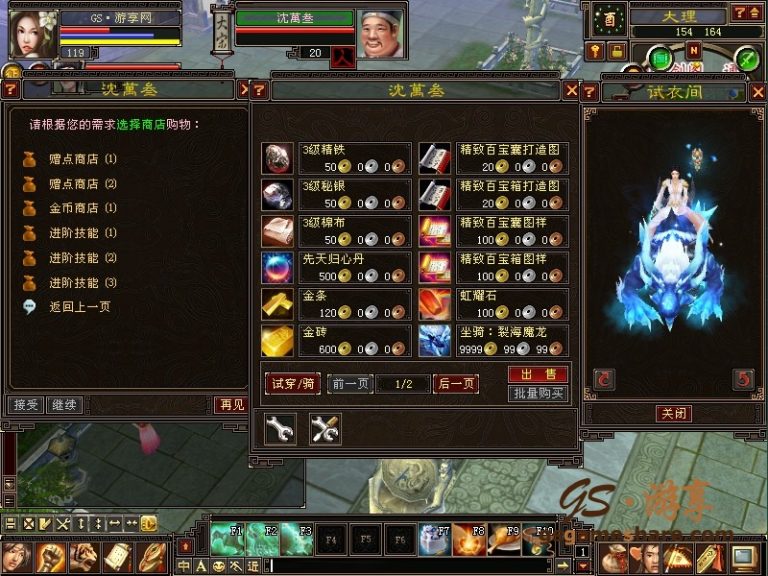 GS·游享网
119
大宗
沈萬叁
20
酉
大理
154 164
N
沈萬叁
请根据您的需求选择商店购物：
赠点商店 (1)
赠点商店 (2)
金币商店 (1)
进阶技能 (1)
进阶技能 (2)
进阶技能 (3)
返回上一页
接受
继续
再见
沈萬叁
3级精铁
50 0 0
精致百宝囊打造图
20 0 0
3级秘银
50 0 0
精致百宝箱打造图
20 0 0
3级棉布
50 0 0
精致百宝囊图样
100 0 0
先天归心丹
500 0 0
精致百宝箱图样
100 0 0
金条
120 0 0
虹耀石
100 0 0
金砖
600 0 0
坐骑：裂海魔龙
9999 99 99
试穿/骑
前一页
1/2
后一页
出 售
批量购买
试衣间
关闭
GS·游享
gameshare.com
F1
F2
F3
F4
F5
F6
F7
F8
F9
F10
中
A
近
1